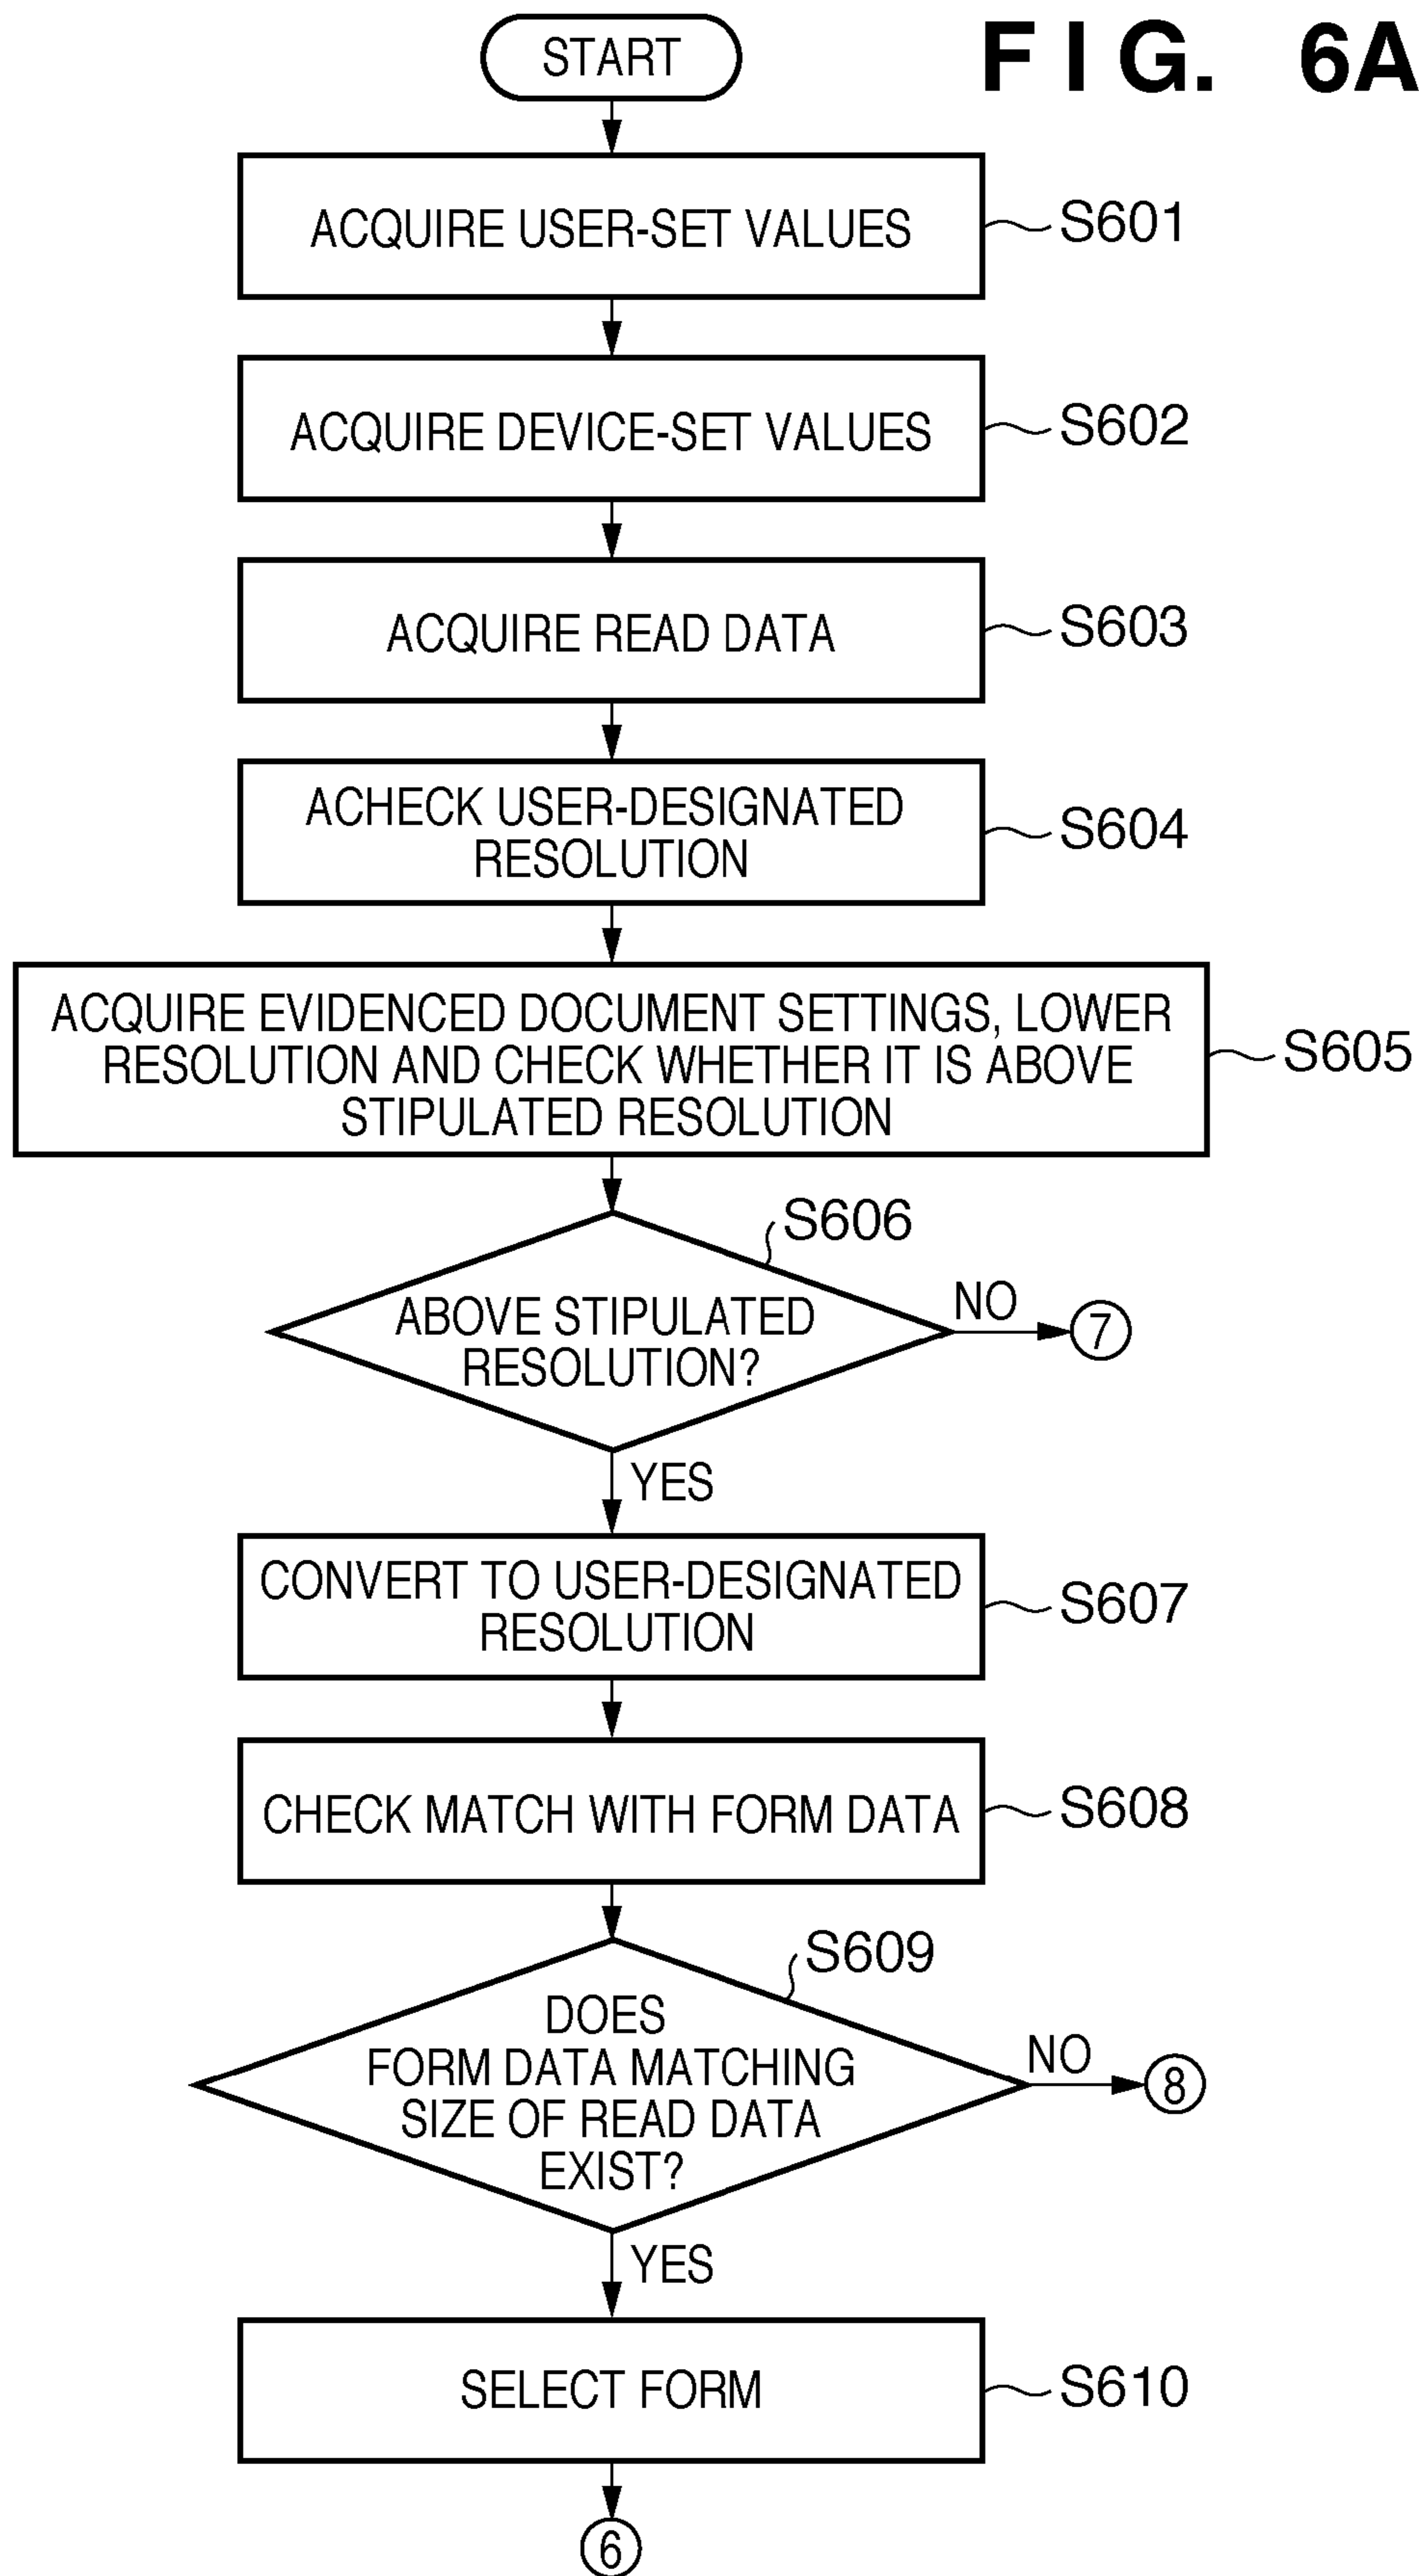 FIG. 6A
START
ACQUIRE USER-SET VALUES
S601
ACQUIRE DEVICE-SET VALUES
S602
ACQUIRE READ DATA
S603
ACHECK USER-DESIGNATED
RESOLUTION
S604
ACQUIRE EVIDENCED DOCUMENT SETTINGS, LOWER
RESOLUTION AND CHECK WHETHER IT IS ABOVE
STIPULATED RESOLUTION
S605
S606
ABOVE STIPULATED
RESOLUTION?
NO
7
YES
CONVERT TO USER-DESIGNATED
RESOLUTION
S607
CHECK MATCH WITH FORM DATA
S608
S609
DOES
FORM DATA MATCHING
SIZE OF READ DATA
EXIST?
NO
8
YES
SELECT FORM
S610
6